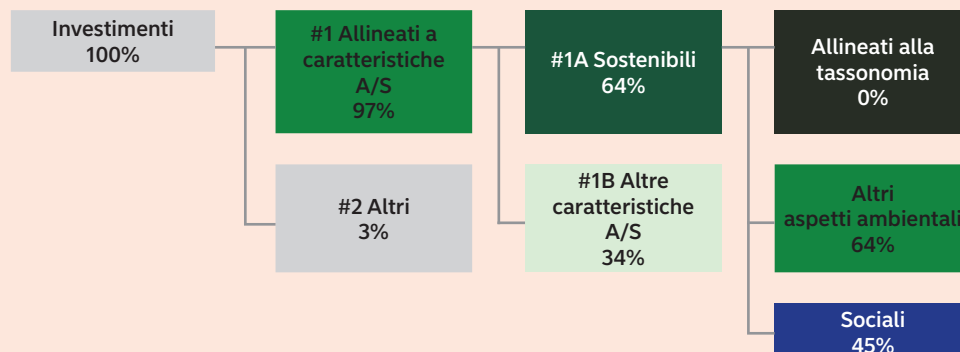 Investimenti
100%
#1 Allineati a
caratteristiche
A/S
97%
#1A Sostenibili
64%
Allineati alla
tassonomia
0%
#2 Altri
3%
#1B Altre
caratteristiche
A/S
34%
Altri
aspetti ambientali
64%
Sociali
45%